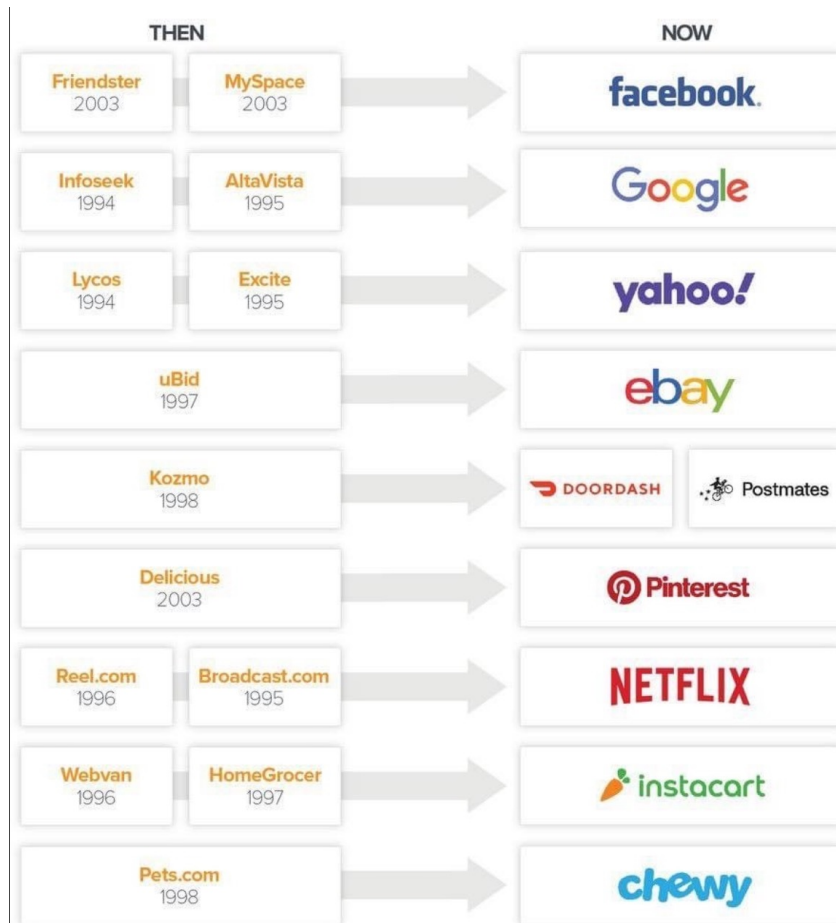 THEN NOW
Friendster MySpace facebook.
2003 2003
Infoseek AltaVista Google
1994 1995
Lycos Excite yahoo!
1994 1995
uBid ebay
1997
Kozmo DOORDASH Postmates
1998
Delicious Pinterest
2003
Reel.com Broadcast.com NETFLIX
1996 1995
Webvan HomeGrocer instacart
1996 1997
Pets.com chewy
1998